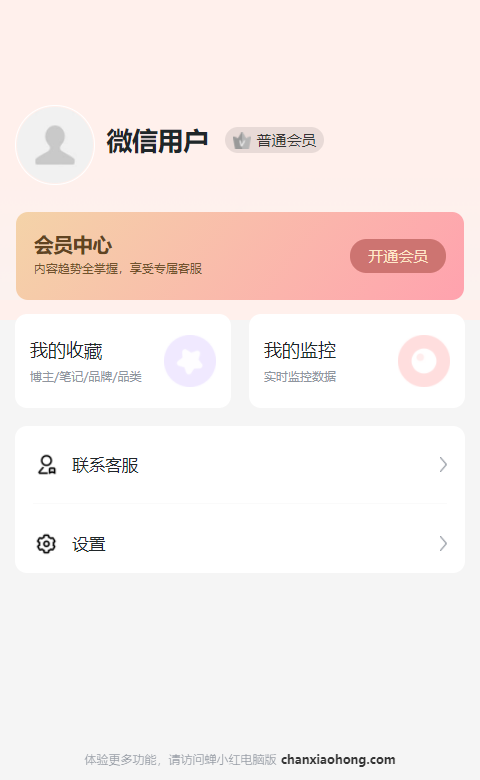 微信用户
普通会员
会员中心
内容趋势全掌握，享受专属客服
开通会员
我的收藏
博主/笔记/品牌/品类
我的监控
实时监控数据
联系客服
设置
体验更多功能，请访问蝉小红电脑版 chanxiaohong.com